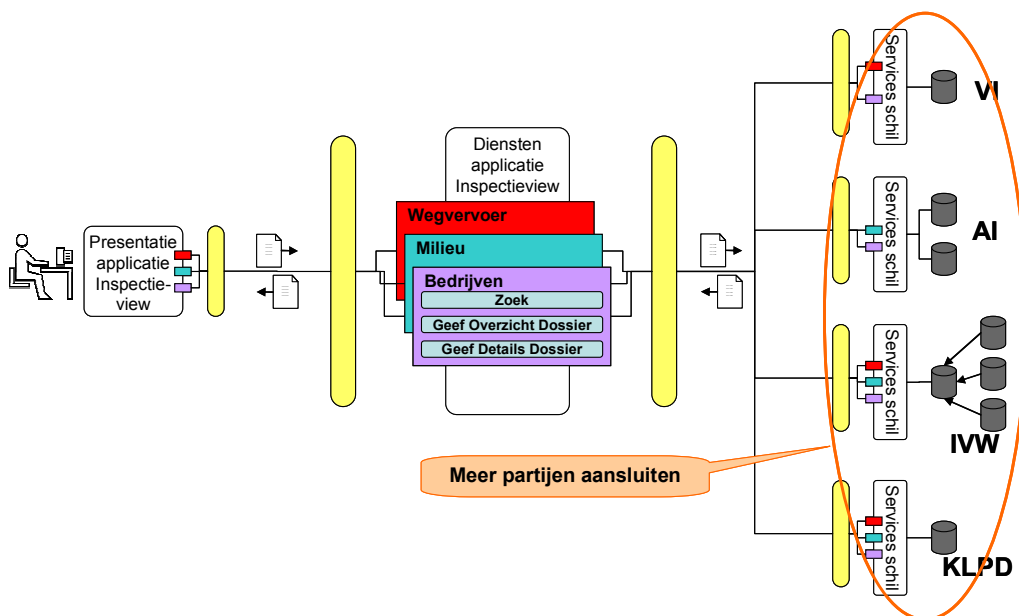 Presentatie
applicatie
Inspectie-
view
Diensten
applicatie
Inspectieview
Wegvervoer
Milieu
Bedrijven
Zoek
Geef Overzicht Dossier
Geef Details Dossier
Meer partijen aansluiten
Services schil
VI
Services schil
AI
Services schil
IVW
Services schil
KLPD